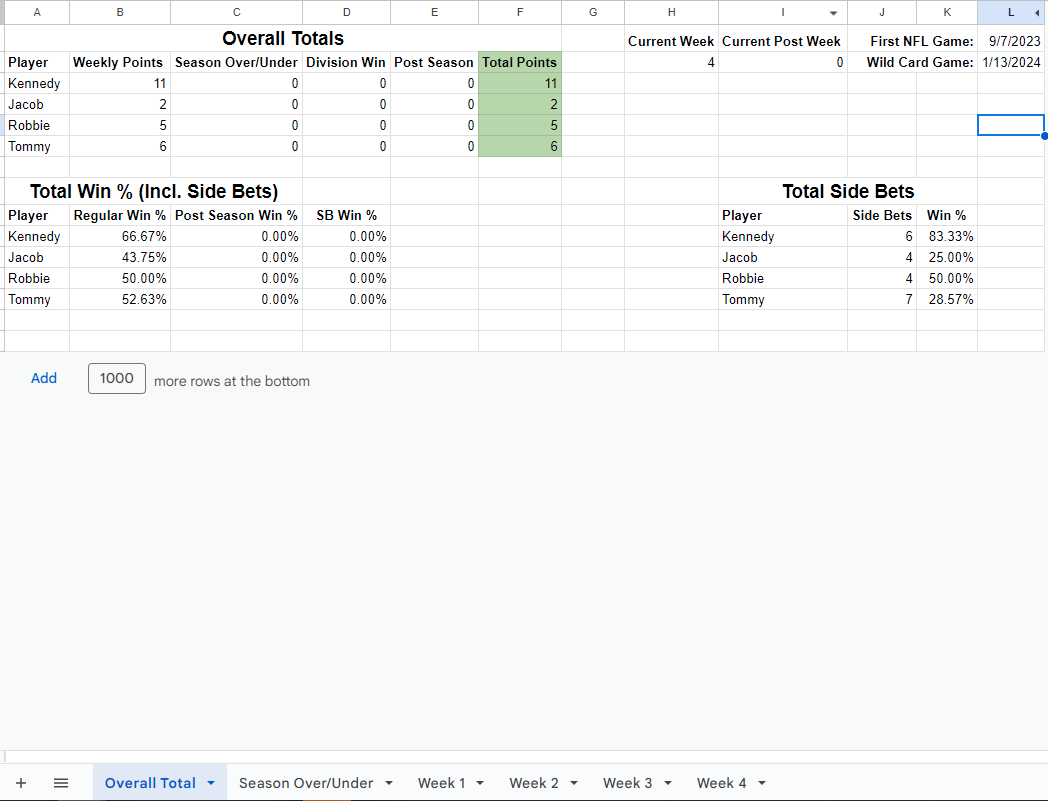 A B C D E F G H I J K L
Overall Totals
Current Week Current Post Week First NFL Game: 9/7/2023
Player Weekly Points Season Over/Under Division Win Post Season Total Points 4 0 Wild Card Game: 1/13/2024
Kennedy 11 0 0 0 11
Jacob 2 0 0 0 2
Robbie 5 0 0 0 5
Tommy 6 0 0 0 6
Total Win % (Incl. Side Bets) Total Side Bets
Player Regular Win % Post Season Win % SB Win % Player Side Bets Win %
Kennedy 66.67% 0.00% 0.00% Kennedy 6 83.33%
Jacob 43.75% 0.00% 0.00% Jacob 4 25.00%
Robbie 50.00% 0.00% 0.00% Robbie 4 50.00%
Tommy 52.63% 0.00% 0.00% Tommy 7 28.57%
Add 1000 more rows at the bottom
+ Overall Total Season Over/Under Week 1 Week 2 Week 3 Week 4